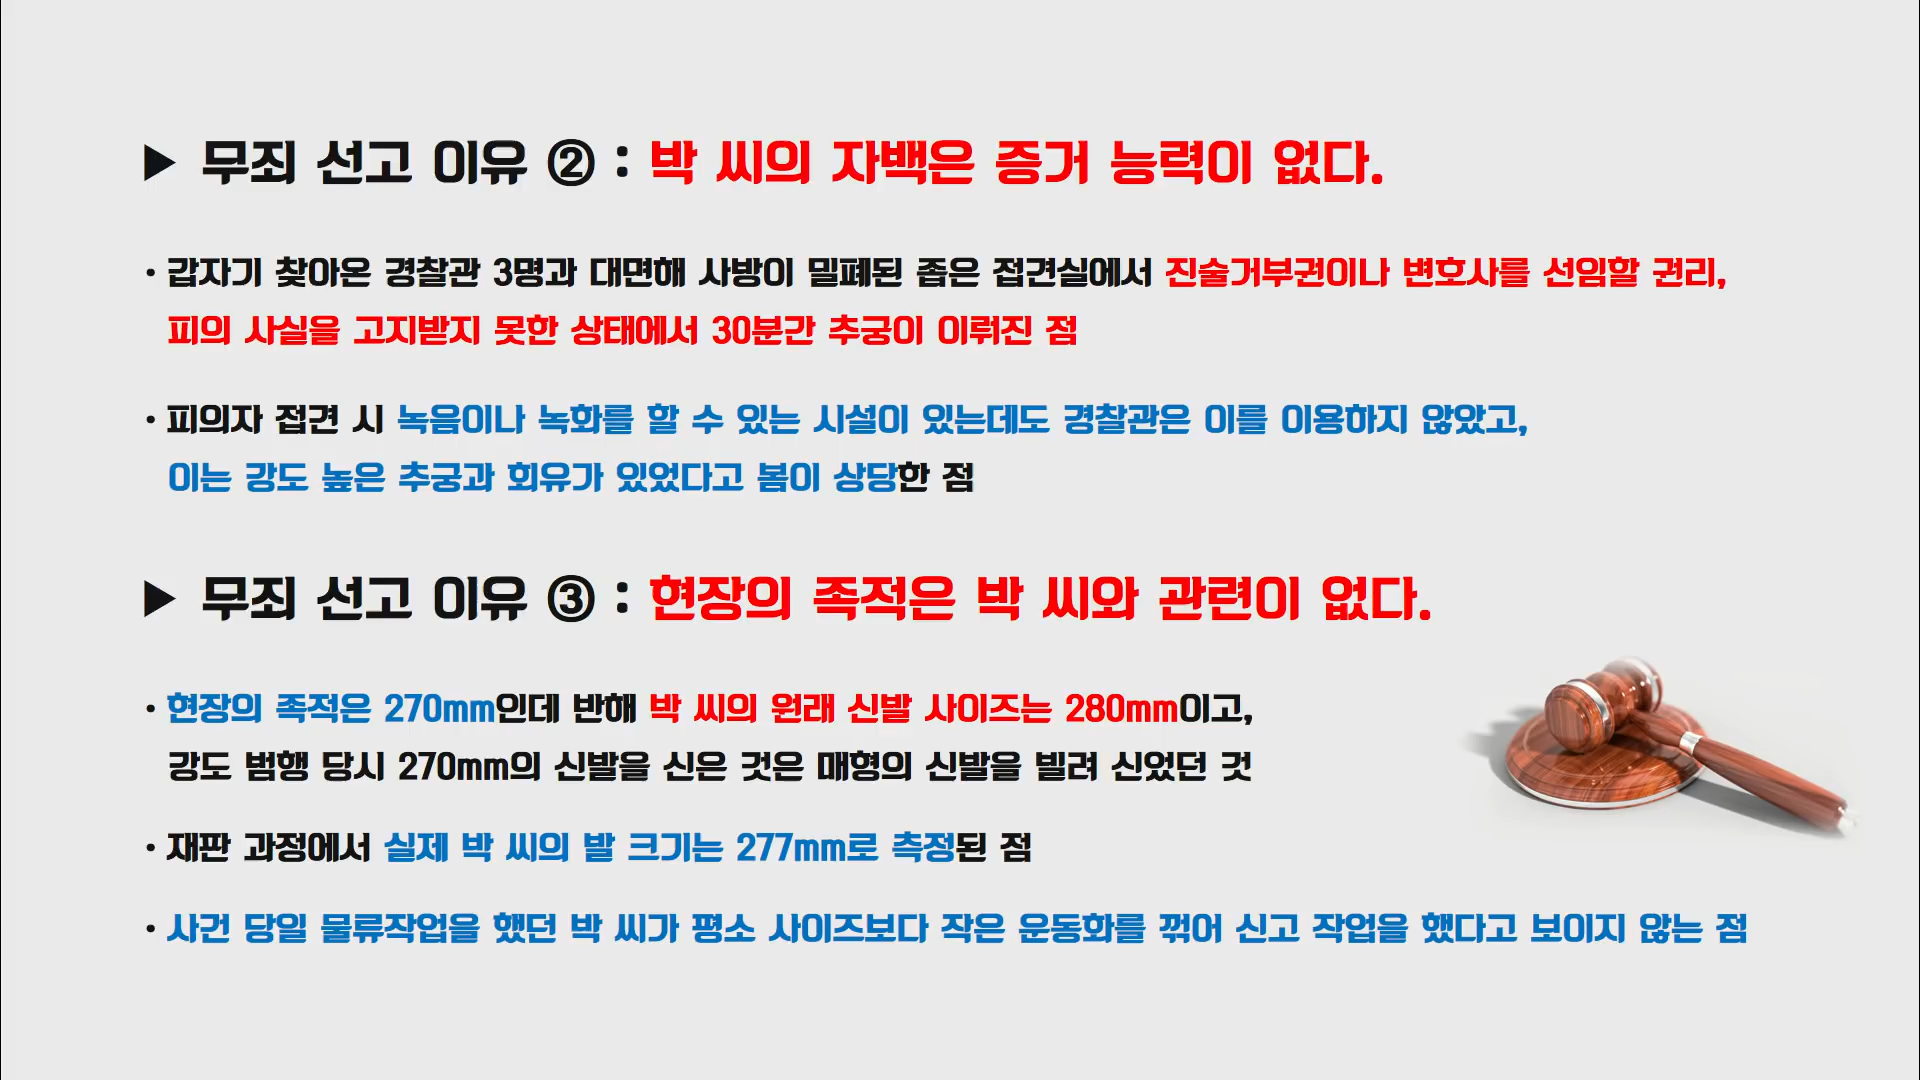 ▶ 무죄 선고 이유 ② : 박 씨의 자백은 증거 능력이 없다.
· 갑자기 찾아온 경찰관 3명과 대면해 사방이 밀폐된 좁은 접견실에서 진술거부권이나 변호사를 선임할 권리,
피의 사실을 고지받지 못한 상태에서 30분간 추궁이 이뤄진 점
· 피의자 접견 시 녹음이나 녹화를 할 수 있는 시설이 있는데도 경찰관은 이를 이용하지 않았고,
이는 강도 높은 추궁과 회유가 있었다고 봄이 상당한 점
▶ 무죄 선고 이유 ③ : 현장의 족적은 박 씨와 관련이 없다.
· 현장의 족적은 270mm인데 반해 박 씨의 원래 신발 사이즈는 280mm이고,
강도 범행 당시 270mm의 신발을 신은 것은 매형의 신발을 빌려 신었던 것
· 재판 과정에서 실제 박 씨의 발 크기는 277mm로 측정된 점
· 사건 당일 물류작업을 했던 박 씨가 평소 사이즈보다 작은 운동화를 꺾어 신고 작업을 했다고 보이지 않는 점